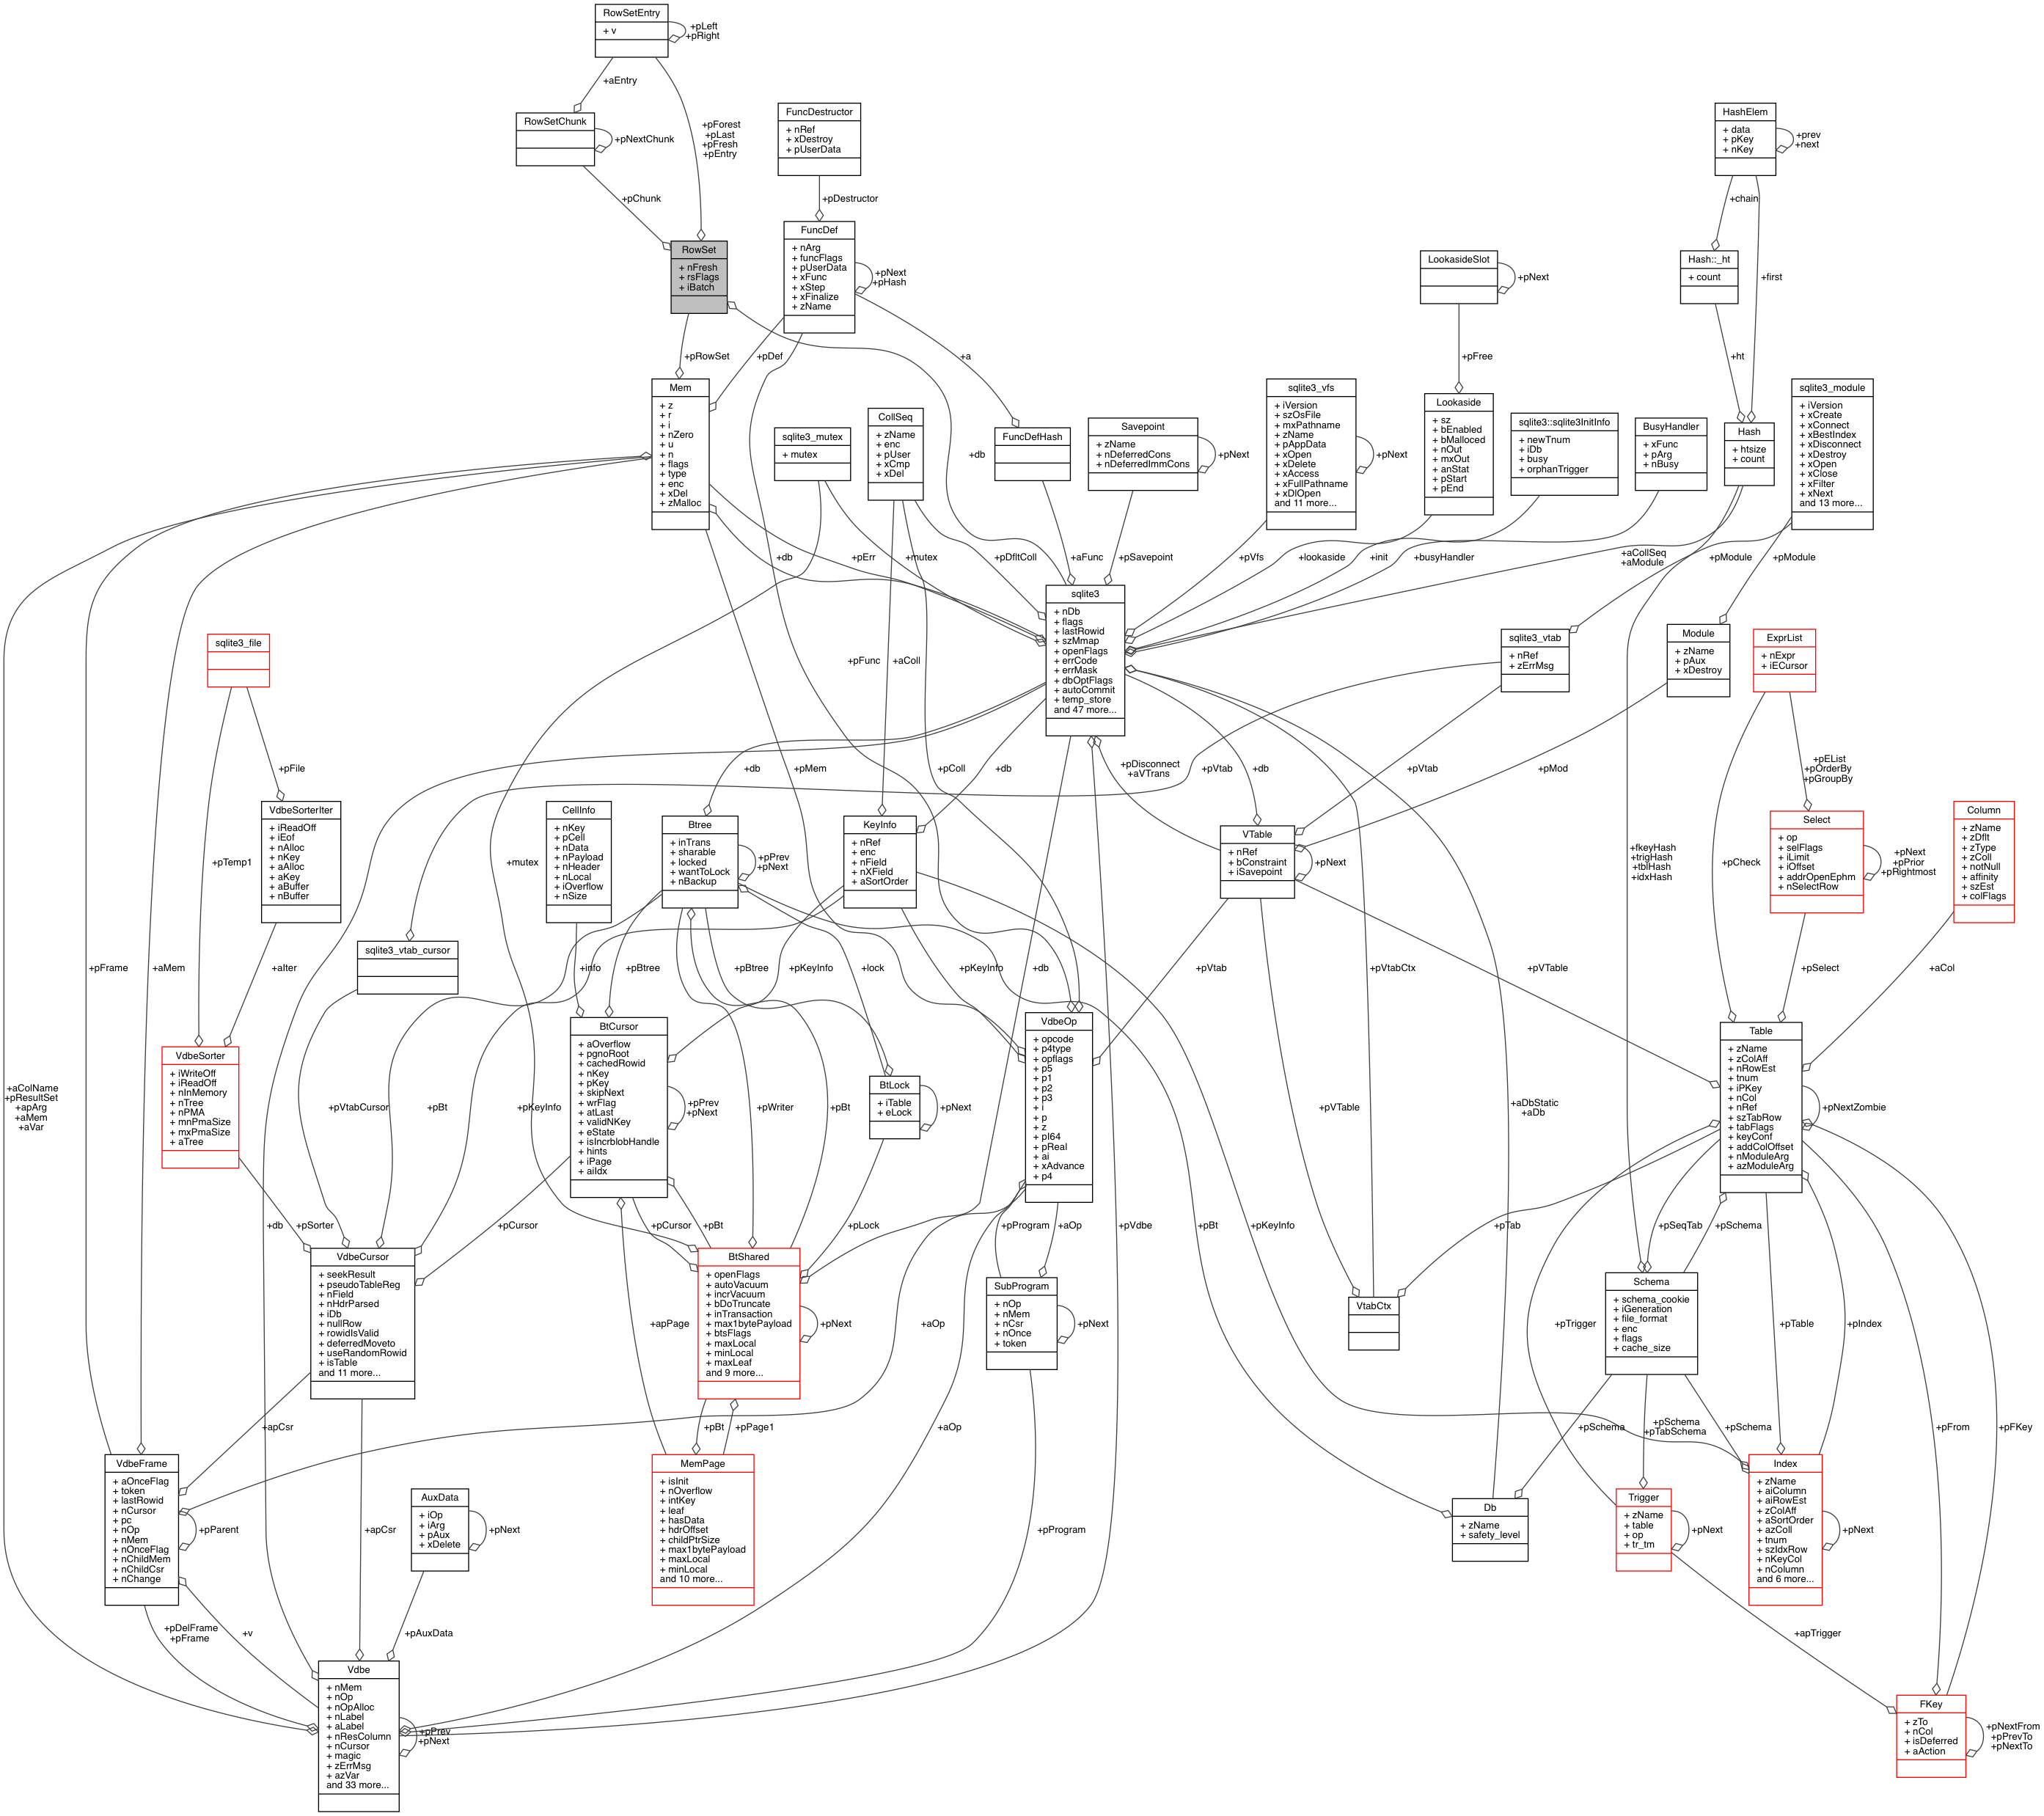 RowSetEntry
+ v
+pLeft
+pRight
+aEntry
RowSetChunk
+pNextChunk
+pForest
+pLast
+pFresh
+pEntry
+pChunk
FuncDestructor
+ nRef
+ xDestroy
+ pUserData
+pDestructor
HashElem
+ data
+ pKey
+ nKey
+prev
+next
RowSet
+ nFresh
+ rsFlags
+ iBatch
FuncDef
+ nArg
+ funcFlags
+ pUserData
+ xFunc
+ xStep
+ xFinalize
+ zName
+pNext
+pHash
+chain
+first
LookasideSlot
+pNext
Hash::_ht
+ count
+pRowSet
+pDef
+a
+pFree
+ht
+db
Mem
+ z
+ r
+ i
+ nZero
+ u
+ n
+ flags
+ type
+ enc
+ xDel
+ zMalloc
sqlite3_mutex
+ mutex
CollSeq
+ zName
+ enc
+ pUser
+ xCmp
+ xDel
FuncDefHash
Savepoint
+ zName
+ nDeferredCons
+ nDeferredImmCons
+pNext
sqlite3_vfs
+ iVersion
+ szOsFile
+ mxPathname
+ zName
+ pAppData
+ xOpen
+ xDelete
+ xAccess
+ xFullPathname
+ xDlOpen
and 11 more...
+pNext
Lookaside
+ sz
+ bEnabled
+ bMalloced
+ nOut
+ mxOut
+ anStat
+ pStart
+ pEnd
sqlite3::sqlite3InitInfo
+ newTnum
+ iDb
+ busy
+ orphanTrigger
BusyHandler
+ xFunc
+ pArg
+ nBusy
Hash
+ htsize
+ count
sqlite3_module
+ iVersion
+ xCreate
+ xConnect
+ xBestIndex
+ xDisconnect
+ xDestroy
+ xOpen
+ xClose
+ xFilter
+ xNext
and 13 more...
+db
+pErr
+mutex
+pDfltColl
+aFunc
+pSavepoint
+pVfs
+lookaside
+init
+busyHandler
+aCollSeq
+aModule
+pModule
+pModule
sqlite3
+ nDb
+ flags
+ lastRowid
+ szMmap
+ openFlags
+ errCode
+ errMask
+ dbOptFlags
+ autoCommit
+ temp_store
and 47 more...
sqlite3_file
+pFunc
+aColl
sqlite3_vtab
+ nRef
+ zErrMsg
Module
+ zName
+ pAux
+ xDestroy
ExprList
+ nExpr
+ iECursor
+pFile
+db
+pMem
+pColl
+db
+pDisconnect
+aVTrans
+pVtab
+db
+pVtab
+pMod
+pEList
+pOrderBy
+pGroupBy
VdbeSorterIter
+ iReadOff
+ iEof
+ nAlloc
+ nKey
+ aAlloc
+ aKey
+ aBuffer
+ nBuffer
CellInfo
+ nKey
+ pCell
+ nData
+ nPayload
+ nHeader
+ nLocal
+ iOverflow
+ nSize
Btree
+ inTrans
+ sharable
+ locked
+ wantToLock
+ nBackup
+pPrev
+pNext
KeyInfo
+ nRef
+ enc
+ nField
+ nXField
+ aSortOrder
VTable
+ nRef
+ bConstraint
+ iSavepoint
+pNext
Select
+ op
+ selFlags
+ iLimit
+ iOffset
+ addrOpenEphm
+ nSelectRow
+pNext
+pPrior
+pRightmost
Column
+ zName
+ zDflt
+ zType
+ zColl
+ notNull
+ affinity
+ szEst
+ colFlags
+pTemp1
+mutex
+pCheck
+fkeyHash
+trigHash
+tblHash
+idxHash
sqlite3_vtab_cursor
+pFrame
+aMem
+aIter
+info
+pBtree
+pBtree
+pKeyInfo
+lock
+pKeyInfo
+db
+pVtab
+pVtabCtx
+pVTable
+pSelect
+aCol
VdbeSorter
+ iWriteOff
+ iReadOff
+ nInMemory
+ nTree
+ nPMA
+ mnPmaSize
+ mxPmaSize
+ aTree
BtCursor
+ aOverflow
+ pgnoRoot
+ cachedRowid
+ nKey
+ pKey
+ skipNext
+ wrFlag
+ atLast
+ validNKey
+ eState
+ isIncrblobHandle
+ hints
+ iPage
+ aiIdx
+pPrev
+pNext
VdbeOp
+ opcode
+ p4type
+ opflags
+ p5
+ p1
+ p2
+ p3
+ i
+ p
+ z
+ pI64
+ pReal
+ ai
+ xAdvance
+ p4
Table
+ zName
+ zColAff
+ nRowEst
+ tnum
+ iPKey
+ nCol
+ nRef
+ szTabRow
+ tabFlags
+ keyConf
+ addColOffset
+ nModuleArg
+ azModuleArg
+pNextZombie
BtLock
+ iTable
+ eLock
+pNext
+aColName
+pResultSet
+apArg
+aMem
+aVar
+pVtabCursor
+pBt
+pKeyInfo
+pWriter
+pBt
+pVTable
+aDbStatic
+aDb
+db
+pSorter
+pCursor
+pCursor
+pBt
+pLock
+pProgram
+aOp
+pVdbe
+pBt
+pKeyInfo
+pTab
+pSeqTab
+pSchema
VdbeCursor
+ seekResult
+ pseudoTableReg
+ nField
+ nHdrParsed
+ iDb
+ nullRow
+ rowidIsValid
+ deferredMoveto
+ useRandomRowid
+ isTable
and 11 more...
BtShared
+ openFlags
+ autoVacuum
+ incrVacuum
+ bDoTruncate
+ inTransaction
+ max1bytePayload
+ btsFlags
+ maxLocal
+ minLocal
+ maxLeaf
and 9 more...
+pNext
SubProgram
+ nOp
+ nMem
+ nCsr
+ nOnce
+ token
+pNext
VtabCtx
Schema
+ schema_cookie
+ iGeneration
+ file_format
+ enc
+ flags
+ cache_size
+apPage
+aOp
+pTrigger
+pTable
+pIndex
+apCsr
+pBt
+pPage1
+aOp
+pSchema
+pSchema
+pTabSchema
+pSchema
+pFrom
+pFKey
VdbeFrame
+ aOnceFlag
+ token
+ lastRowid
+ nCursor
+ pc
+ nOp
+ nMem
+ nOnceFlag
+ nChildMem
+ nChildCsr
+ nChange
+pParent
AuxData
+ iOp
+ iArg
+ pAux
+ xDelete
+pNext
+apCsr
MemPage
+ isInit
+ nOverflow
+ intKey
+ leaf
+ hasData
+ hdrOffset
+ childPtrSize
+ max1bytePayload
+ maxLocal
+ minLocal
and 10 more...
+pProgram
Db
+ zName
+ safety_level
Trigger
+ zName
+ table
+ op
+ tr_tm
+pNext
Index
+ zName
+ aiColumn
+ aiRowEst
+ zColAff
+ aSortOrder
+ azColl
+ tnum
+ szIdxRow
+ nKeyCol
+ nColumn
and 6 more...
+pNext
+pDelFrame
+pFrame
+v
+pAuxData
+apTrigger
Vdbe
+ nMem
+ nOp
+ nOpAlloc
+ nLabel
+ aLabel
+ nResColumn
+ nCursor
+ magic
+ zErrMsg
+ azVar
and 33 more...
+pPrev
+pNext
FKey
+ zTo
+ nCol
+ isDeferred
+ aAction
+pNextFrom
+pPrevTo
+pNextTo